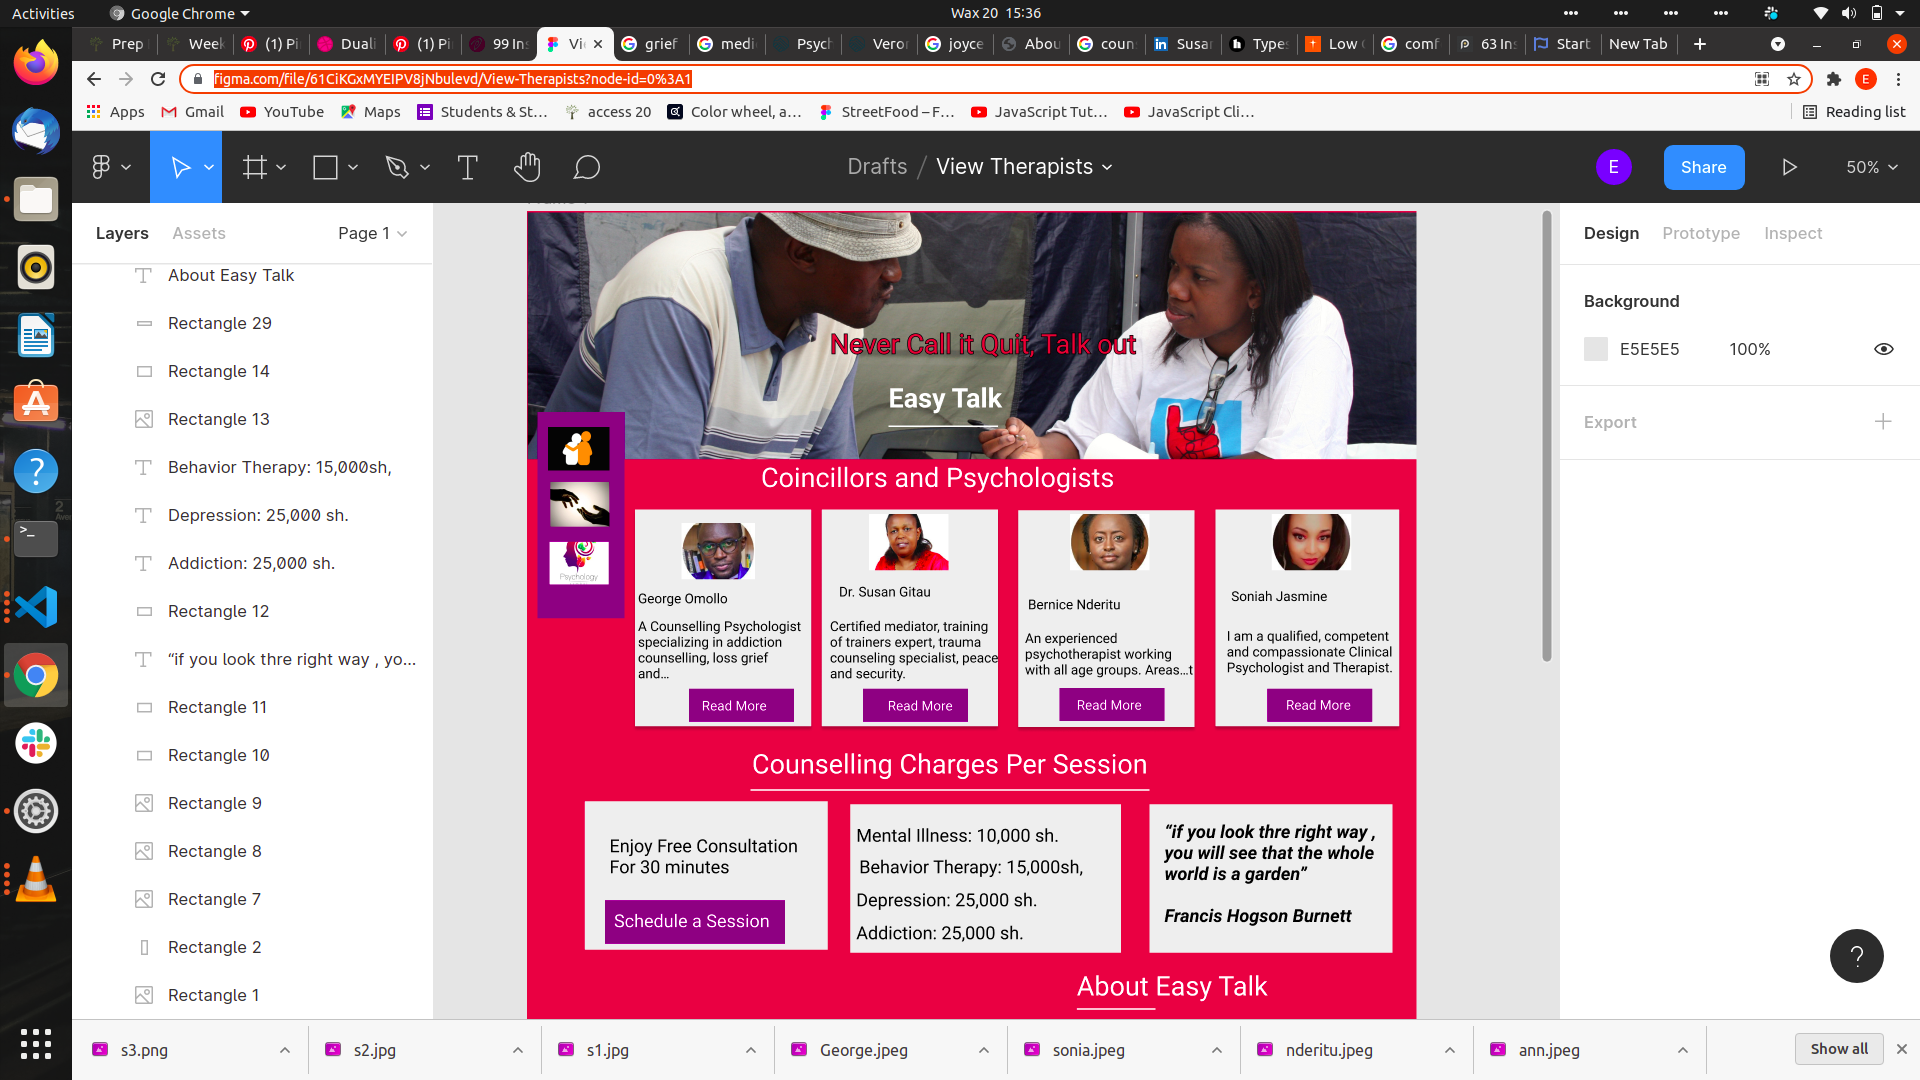 Activities
Google Chrome
Wax 20 15:36
Prep
Week
(1) Pi
Duali
(1) Pi
99 Ins
Vi
grief
medi
Psych
Veron
joyce
Abou
coun
Susan
Types
Low
comf
63 Ins
Start
New Tab
figma.com/file/61CiKGxMYEIPV8jNbulevd/View-Therapists?node-id=0%3A1
E
Apps
Gmail
YouTube
Maps
Students & St...
access 20
Color wheel, a...
StreetFood – F...
JavaScript Tut...
JavaScript Cli...
Reading list
Drafts / View Therapists
E
Share
50%
Layers
Assets
Page 1
About Easy Talk
Rectangle 29
Rectangle 14
Rectangle 13
Behavior Therapy: 15,000sh,
Depression: 25,000 sh.
Addiction: 25,000 sh.
Rectangle 12
“if you look thre right way , yo...
Rectangle 11
Rectangle 10
Rectangle 9
Rectangle 8
Rectangle 7
Rectangle 2
Rectangle 1
Never Call it Quit, Talk out
Easy Talk
Psychology
Coincillors and Psychologists
George Omollo
A Counselling Psychologist
specializing in addiction
counselling, loss grief
and...
Read More
Dr. Susan Gitau
Certified mediator, training
of trainers expert, trauma
counseling specialist, peace
and security.
Read More
Bernice Nderitu
An experienced
psychotherapist working
with all age groups. Areas...t
Read More
Soniah Jasmine
I am a qualified, competent
and compassionate Clinical
Psychologist and Therapist.
Read More
Counselling Charges Per Session
Enjoy Free Consultation
For 30 minutes
Schedule a Session
Mental Illness: 10,000 sh.
Behavior Therapy: 15,000sh,
Depression: 25,000 sh.
Addiction: 25,000 sh.
“if you look thre right way ,
you will see that the whole
world is a garden”
Francis Hogson Burnett
About Easy Talk
Design
Prototype
Inspect
Background
E5E5E5
100%
Export
?
s3.png
s2.jpg
s1.jpg
George.jpeg
sonia.jpeg
nderitu.jpeg
ann.jpeg
Show all